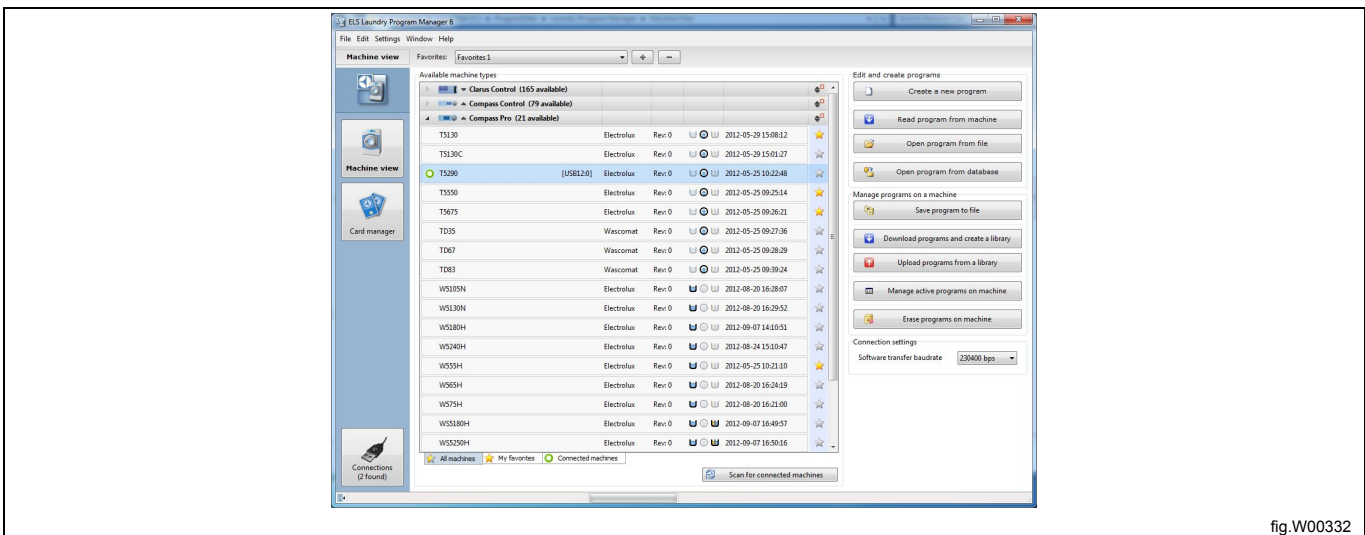 ELS Laundry Program Manager 6
File Edit Settings Window Help
Machine view Favorites: Favorites 1 + −
Available machine types
Clarus Control (165 available)
Compass Control (79 available)
Compass Pro (21 available)
T5130 Electrolux Rev: 0 2012-05-29 15:08:12
T5130C Electrolux Rev: 0 2012-05-29 15:01:27
T5290 [USB12:0] Electrolux Rev: 0 2012-05-25 10:22:48
T5550 Electrolux Rev: 0 2012-05-25 09:25:14
T5675 Electrolux Rev: 0 2012-05-25 09:26:21
TD35 Wascomat Rev: 0 2012-05-25 09:27:36
TD67 Wascomat Rev: 0 2012-05-25 09:28:29
TD83 Wascomat Rev: 0 2012-05-25 09:39:24
W5105N Electrolux Rev: 0 2012-08-20 16:28:07
W5130N Electrolux Rev: 0 2012-08-20 16:29:52
W5180H Electrolux Rev: 0 2012-09-07 14:10:51
W5240H Electrolux Rev: 0 2012-08-24 15:10:47
W555H Electrolux Rev: 0 2012-05-25 10:21:10
W565H Electrolux Rev: 0 2012-08-20 16:24:19
W575H Electrolux Rev: 0 2012-08-20 16:21:00
WS5180H Electrolux Rev: 0 2012-09-07 16:49:57
WS5250H Electrolux Rev: 0 2012-09-07 16:50:16
All machines My favorites Connected machines
Scan for connected machines
Machine view
Card manager
Connections
(2 found)
Edit and create programs
Create a new program
Read program from machine
Open program from file
Open program from database
Manage programs on a machine
Save program to file
Download programs and create a library
Upload programs from a library
Manage active programs on machine
Erase programs on machine
Connection settings
Software transfer baudrate 230400 bps
fig.W00332